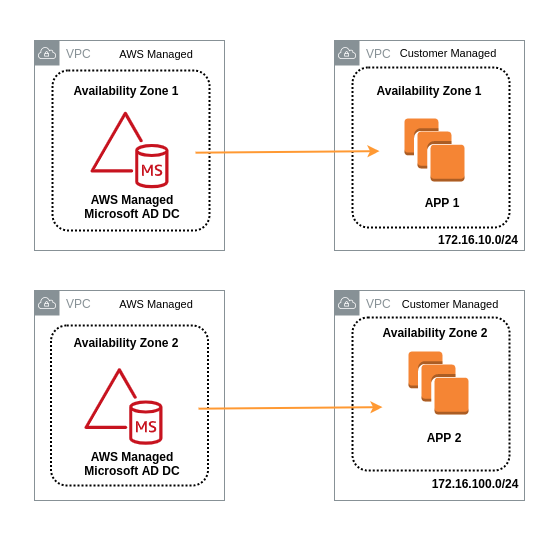 VPC AWS Managed
Availability Zone 1
MS
AWS Managed
Microsoft AD DC
VPC Customer Managed
Availability Zone 1
APP 1
172.16.10.0/24
VPC AWS Managed
Availability Zone 2
MS
AWS Managed
Microsoft AD DC
VPC Customer Managed
Availability Zone 2
APP 2
172.16.100.0/24